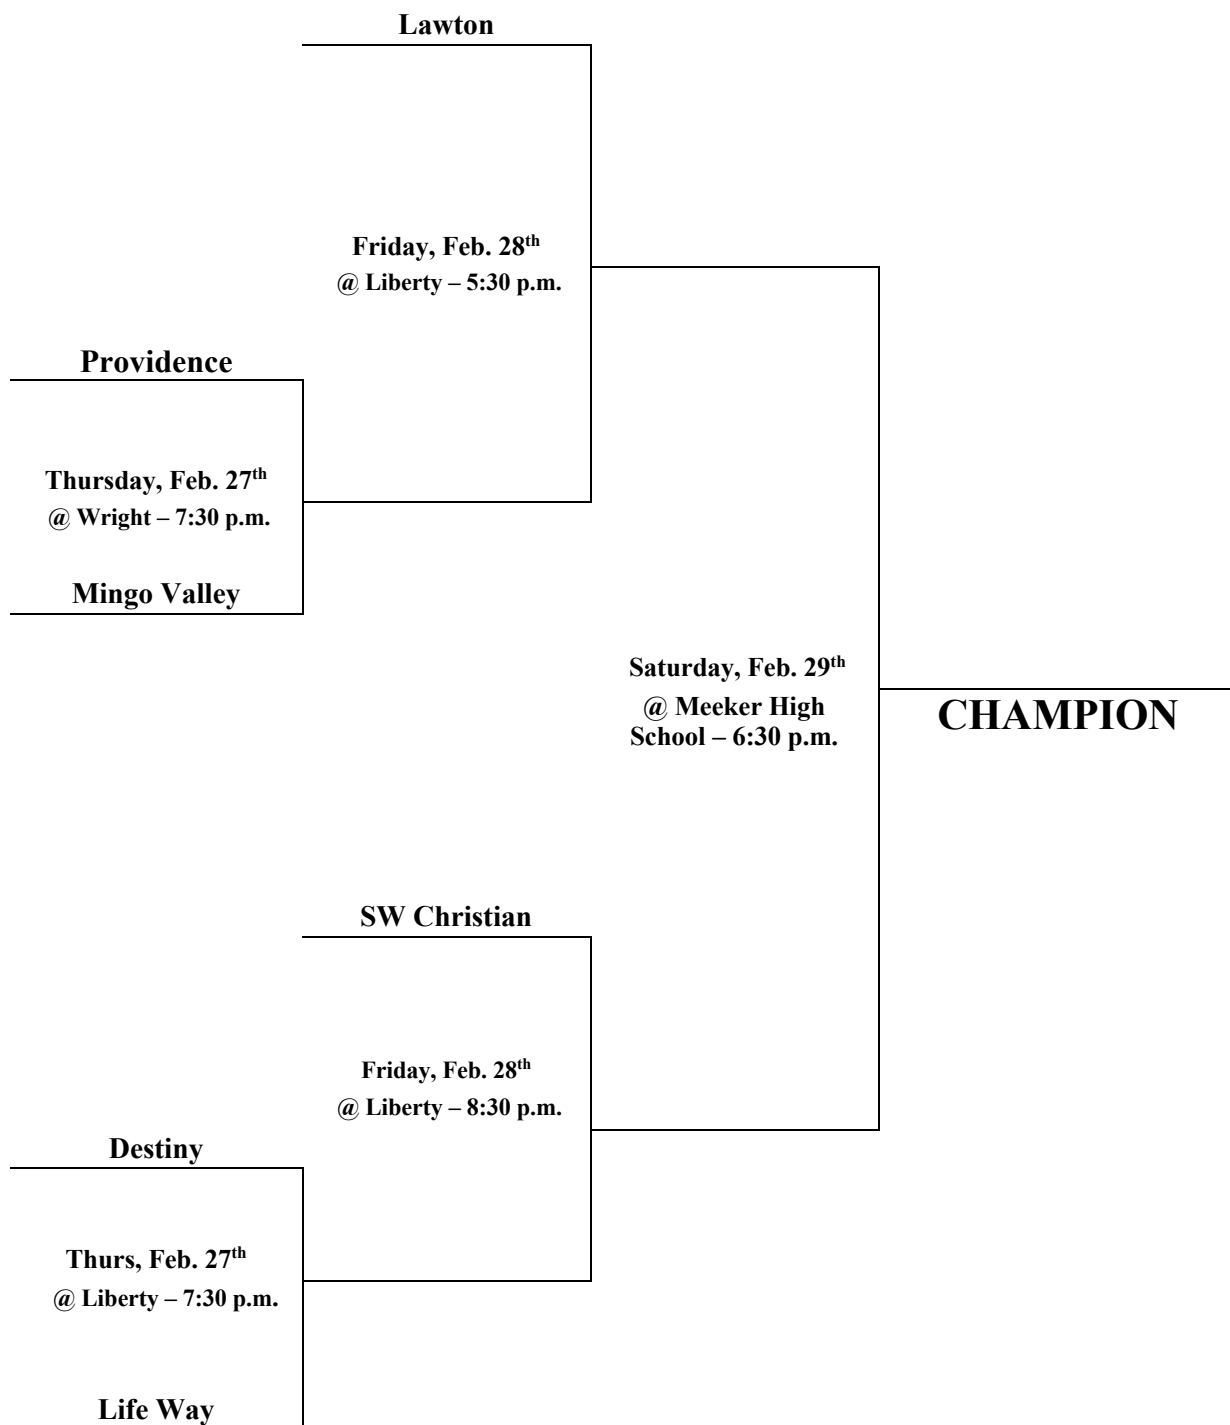 Lawton
Friday, Feb. 28th
@ Liberty – 5:30 p.m.
Providence
Thursday, Feb. 27th
@ Wright – 7:30 p.m.
Mingo Valley
Saturday, Feb. 29th
@ Meeker High
School – 6:30 p.m.
CHAMPION
SW Christian
Friday, Feb. 28th
@ Liberty – 8:30 p.m.
Destiny
Thurs, Feb. 27th
@ Liberty – 7:30 p.m.
Life Way